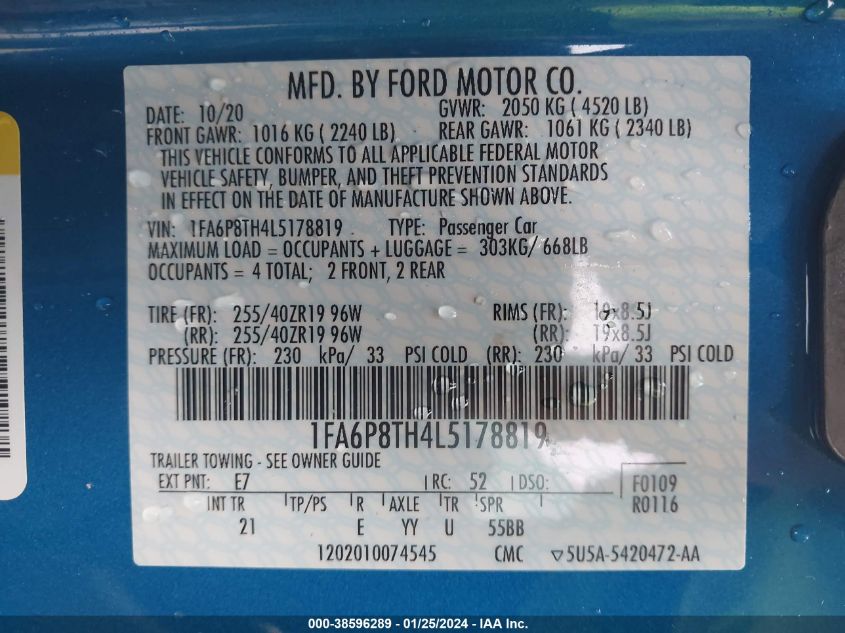 MFD. BY FORD MOTOR CO.
DATE: 10/20 GVWR: 2050 KG ( 4520 LB)
FRONT GAWR: 1016 KG ( 2240 LB) REAR GAWR: 1061 KG ( 2340 LB)
THIS VEHICLE CONFORMS TO ALL APPLICABLE FEDERAL MOTOR
VEHICLE SAFETY, BUMPER, AND THEFT PREVENTION STANDARDS
IN EFFECT ON THE DATE OF MANUFACTURE SHOWN ABOVE.
VIN: 1FA6P8TH4L5178819 TYPE: Passenger Car
MAXIMUM LOAD = OCCUPANTS + LUGGAGE = 303KG/ 668LB
OCCUPANTS = 4 TOTAL; 2 FRONT, 2 REAR
TIRE (FR): 255/40ZR19 96W RIMS (FR): 19x8.5J
(RR): 255/40ZR19 96W (RR): 19x8.5J
PRESSURE (FR): 230 kPa/ 33 PSI COLD (RR): 230 kPa/ 33 PSI COLD
1FA6P8TH4L5178819
TRAILER TOWING - SEE OWNER GUIDE
EXT PNT: E7 RC: 52 DSO: F0109
INT TR TP/PS R AXLE TR SPR R0116
21 E YY U 55BB
1202010074545 CMC ▽5U5A-5420472-AA
000-38596289 - 01/25/2024 - IAA Inc.